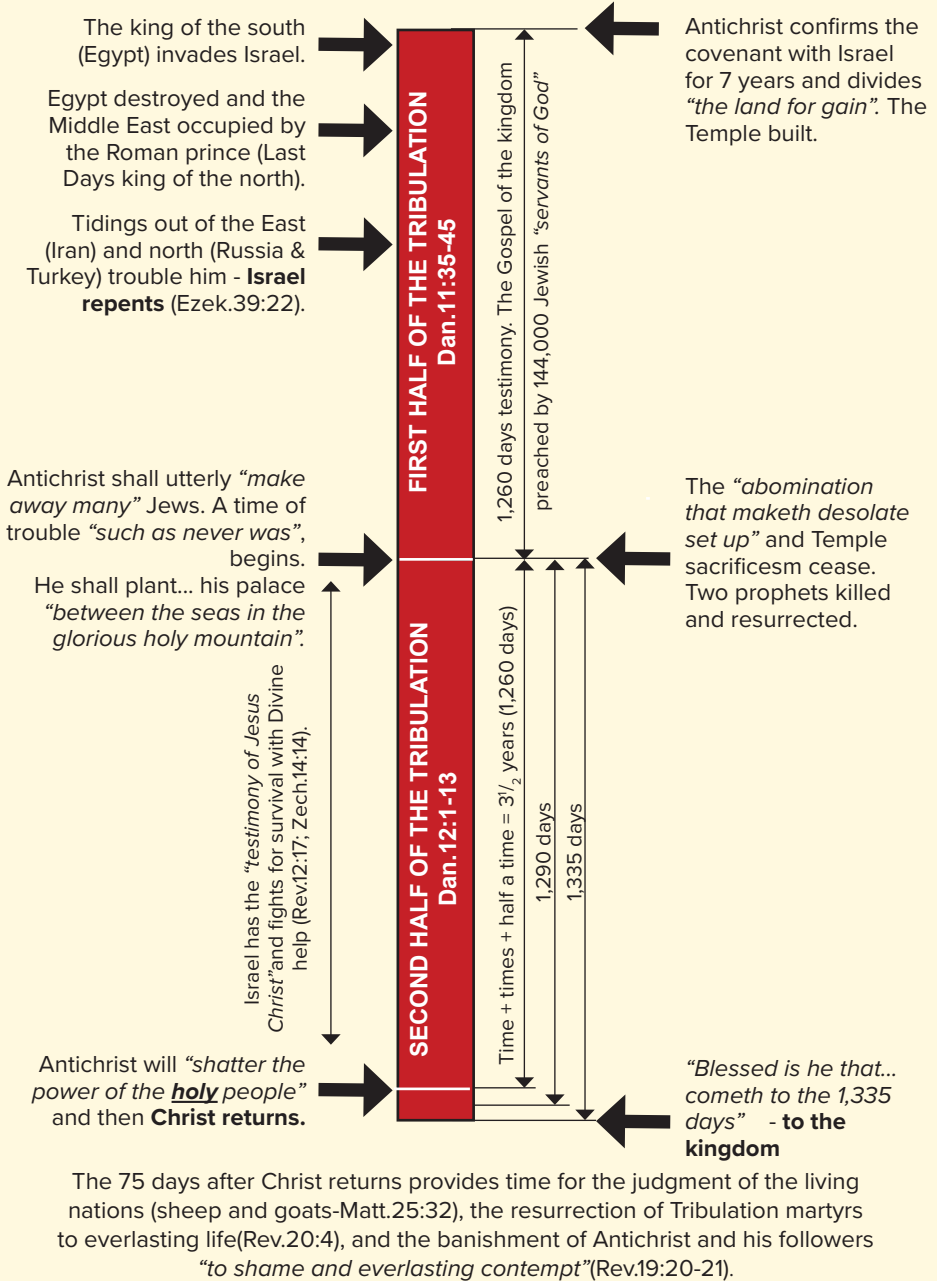 The king of the south
(Egypt) invades Israel.
Egypt destroyed and the
Middle East occupied by
the Roman prince (Last
Days king of the north).
Tidings out of the East
(Iran) and north (Russia &
Turkey) trouble him - Israel
repents (Ezek.39:22).
Antichrist shall utterly “make
away many” Jews. A time of
trouble “such as never was”,
begins.
He shall plant... his palace
“between the seas in the
glorious holy mountain”.
Israel has the “testimony of Jesus
Christ”and fights for survival with Divine
help (Rev.12:17; Zech.14:14).
Antichrist will “shatter the
power of the holy people”
and then Christ returns.
FIRST HALF OF THE TRIBULATION
Dan.11:35-45
SECOND HALF OF THE TRIBULATION
Dan.12:1-13
1,260 days testimony. The Gospel of the kingdom
preached by 144,000 Jewish “servants of God”
Time + times + half a time = 3 1/2 years (1,260 days)
1,290 days
1,335 days
Antichrist confirms the
covenant with Israel
for 7 years and divides
“the land for gain”. The
Temple built.
The “abomination
that maketh desolate
set up” and Temple
sacrificesm cease.
Two prophets killed
and resurrected.
“Blessed is he that...
cometh to the 1,335
days” - to the
kingdom
The 75 days after Christ returns provides time for the judgment of the living
nations (sheep and goats-Matt.25:32), the resurrection of Tribulation martyrs
to everlasting life(Rev.20:4), and the banishment of Antichrist and his followers
“to shame and everlasting contempt”(Rev.19:20-21).